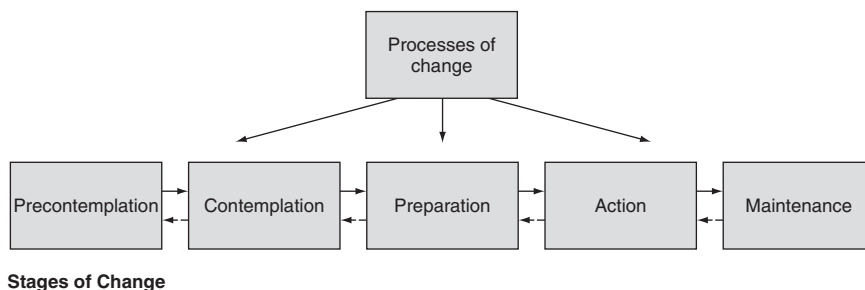 Processes of
change
Precontemplation
Contemplation
Preparation
Action
Maintenance
Stages of Change